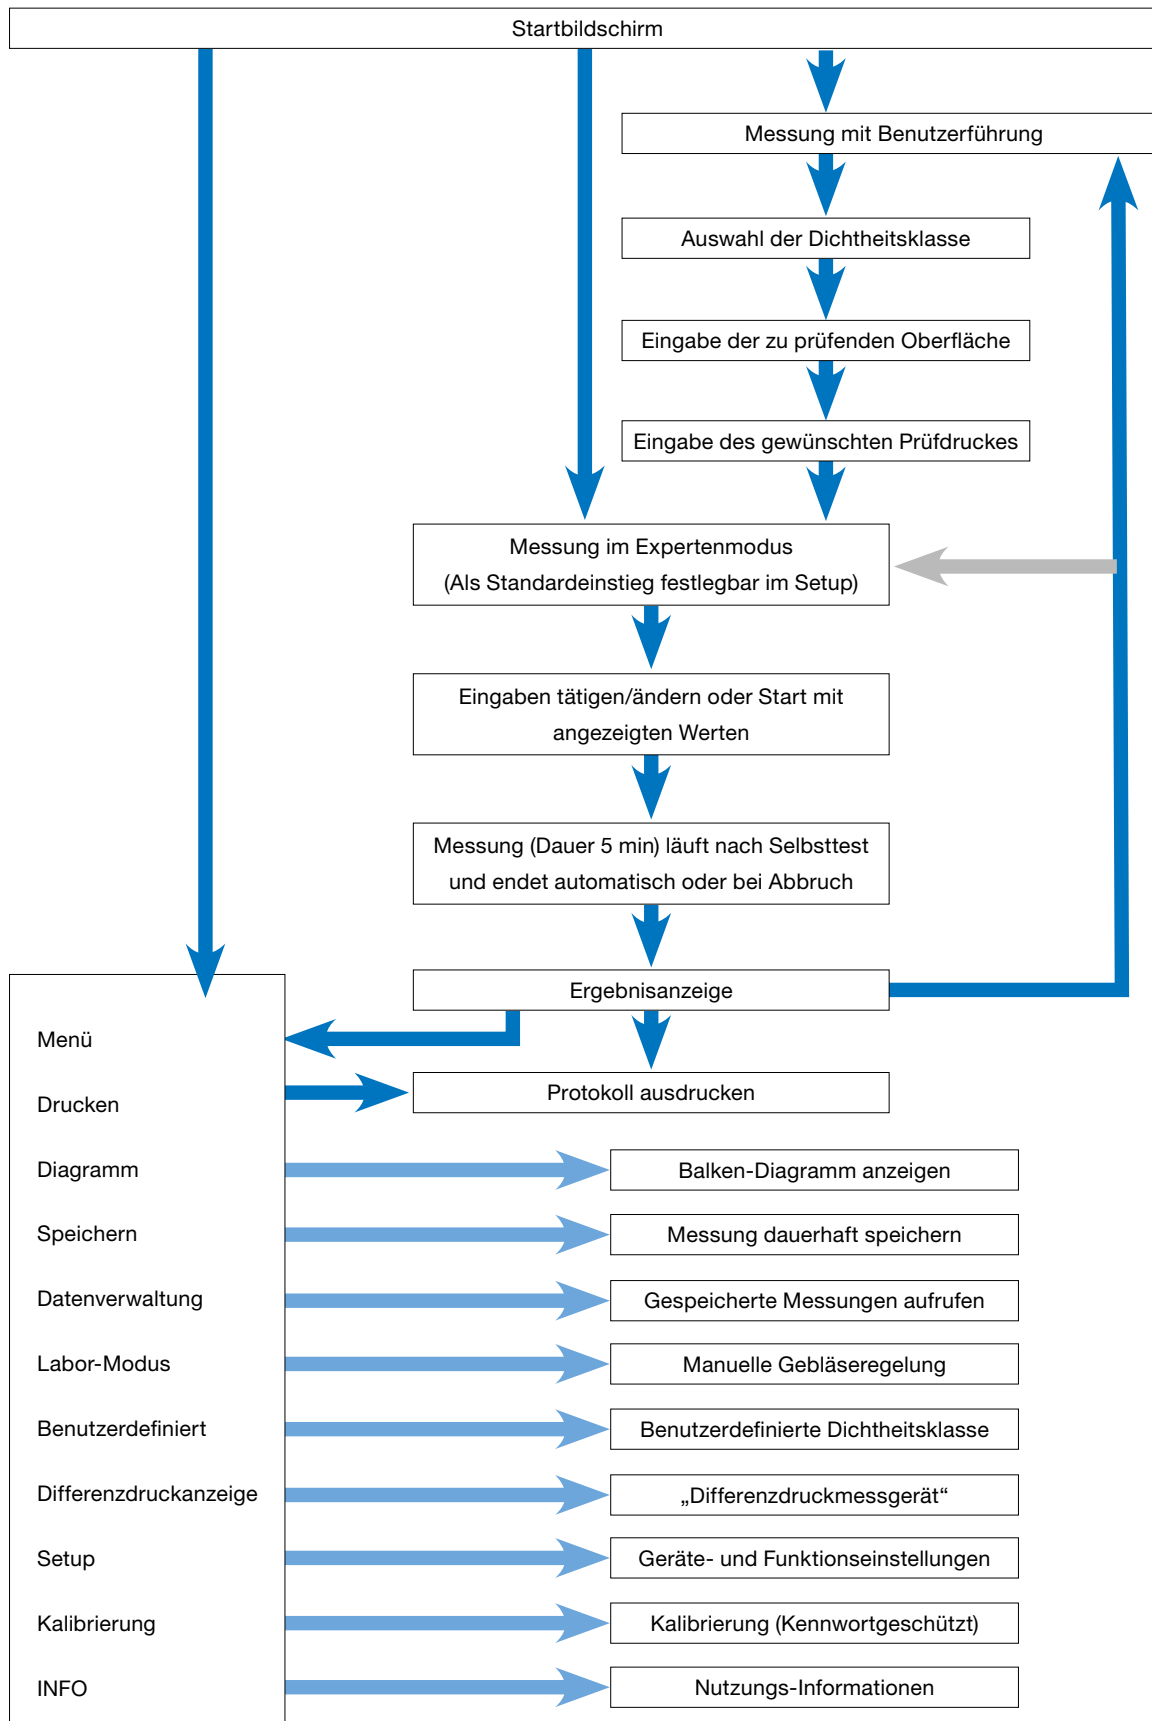 Startbildschirm
Messung mit Benutzerführung
Auswahl der Dichtheitsklasse
Eingabe der zu prüfenden Oberfläche
Eingabe des gewünschten Prüfdruckes
Messung im Expertenmodus
(Als Standardeinstieg festlegbar im Setup)
Eingaben tätigen/ändern oder Start mit
angezeigten Werten
Messung (Dauer 5 min) läuft nach Selbsttest
und endet automatisch oder bei Abbruch
Ergebnisanzeige
Menü
Protokoll ausdrucken
Drucken
Diagramm
Balken-Diagramm anzeigen
Speichern
Messung dauerhaft speichern
Datenverwaltung
Gespeicherte Messungen aufrufen
Labor-Modus
Manuelle Gebläseregelung
Benutzerdefiniert
Benutzerdefinierte Dichtheitsklasse
Differenzdruckanzeige
„Differenzdruckmessgerät“
Setup
Geräte- und Funktionseinstellungen
Kalibrierung
Kalibrierung (Kennwortgeschützt)
INFO
Nutzungs-Informationen